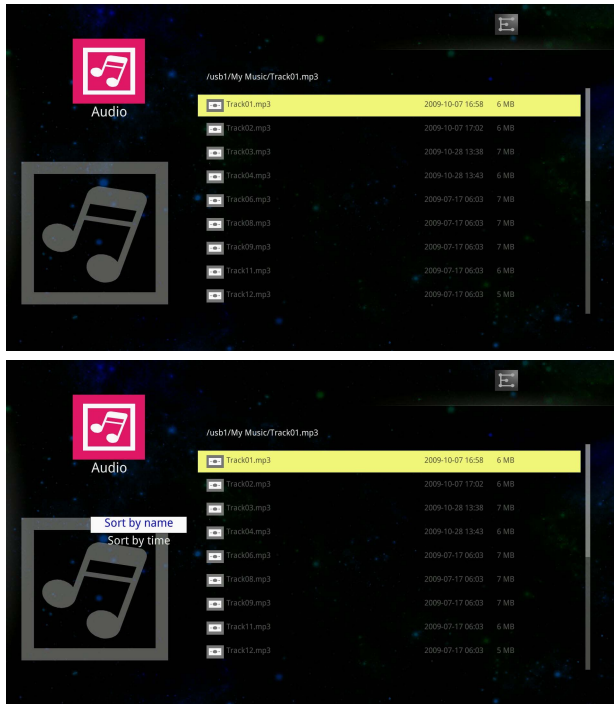 /usb1/My Music/Track01.mp3
Audio
Track01.mp3 2009-10-07 16:58 6 MB
Track02.mp3 2009-10-07 17:02 6 MB
Track03.mp3 2009-10-28 13:38 7 MB
Track04.mp3 2009-10-28 13:43 6 MB
Track06.mp3 2009-07-17 06:03 7 MB
Track08.mp3 2009-07-17 06:03 7 MB
Track09.mp3 2009-07-17 06:03 7 MB
Track11.mp3 2009-07-17 06:03 6 MB
Track12.mp3 2009-07-17 06:03 5 MB
/usb1/My Music/Track01.mp3
Audio
Track01.mp3 2009-10-07 16:58 6 MB
Track02.mp3 2009-10-07 17:02 6 MB
Track03.mp3 2009-10-28 13:38 7 MB
Sort by name
Sort by time
Track04.mp3 2009-10-28 13:43 6 MB
Track06.mp3 2009-07-17 06:03 7 MB
Track08.mp3 2009-07-17 06:03 7 MB
Track09.mp3 2009-07-17 06:03 7 MB
Track11.mp3 2009-07-17 06:03 6 MB
Track12.mp3 2009-07-17 06:03 5 MB